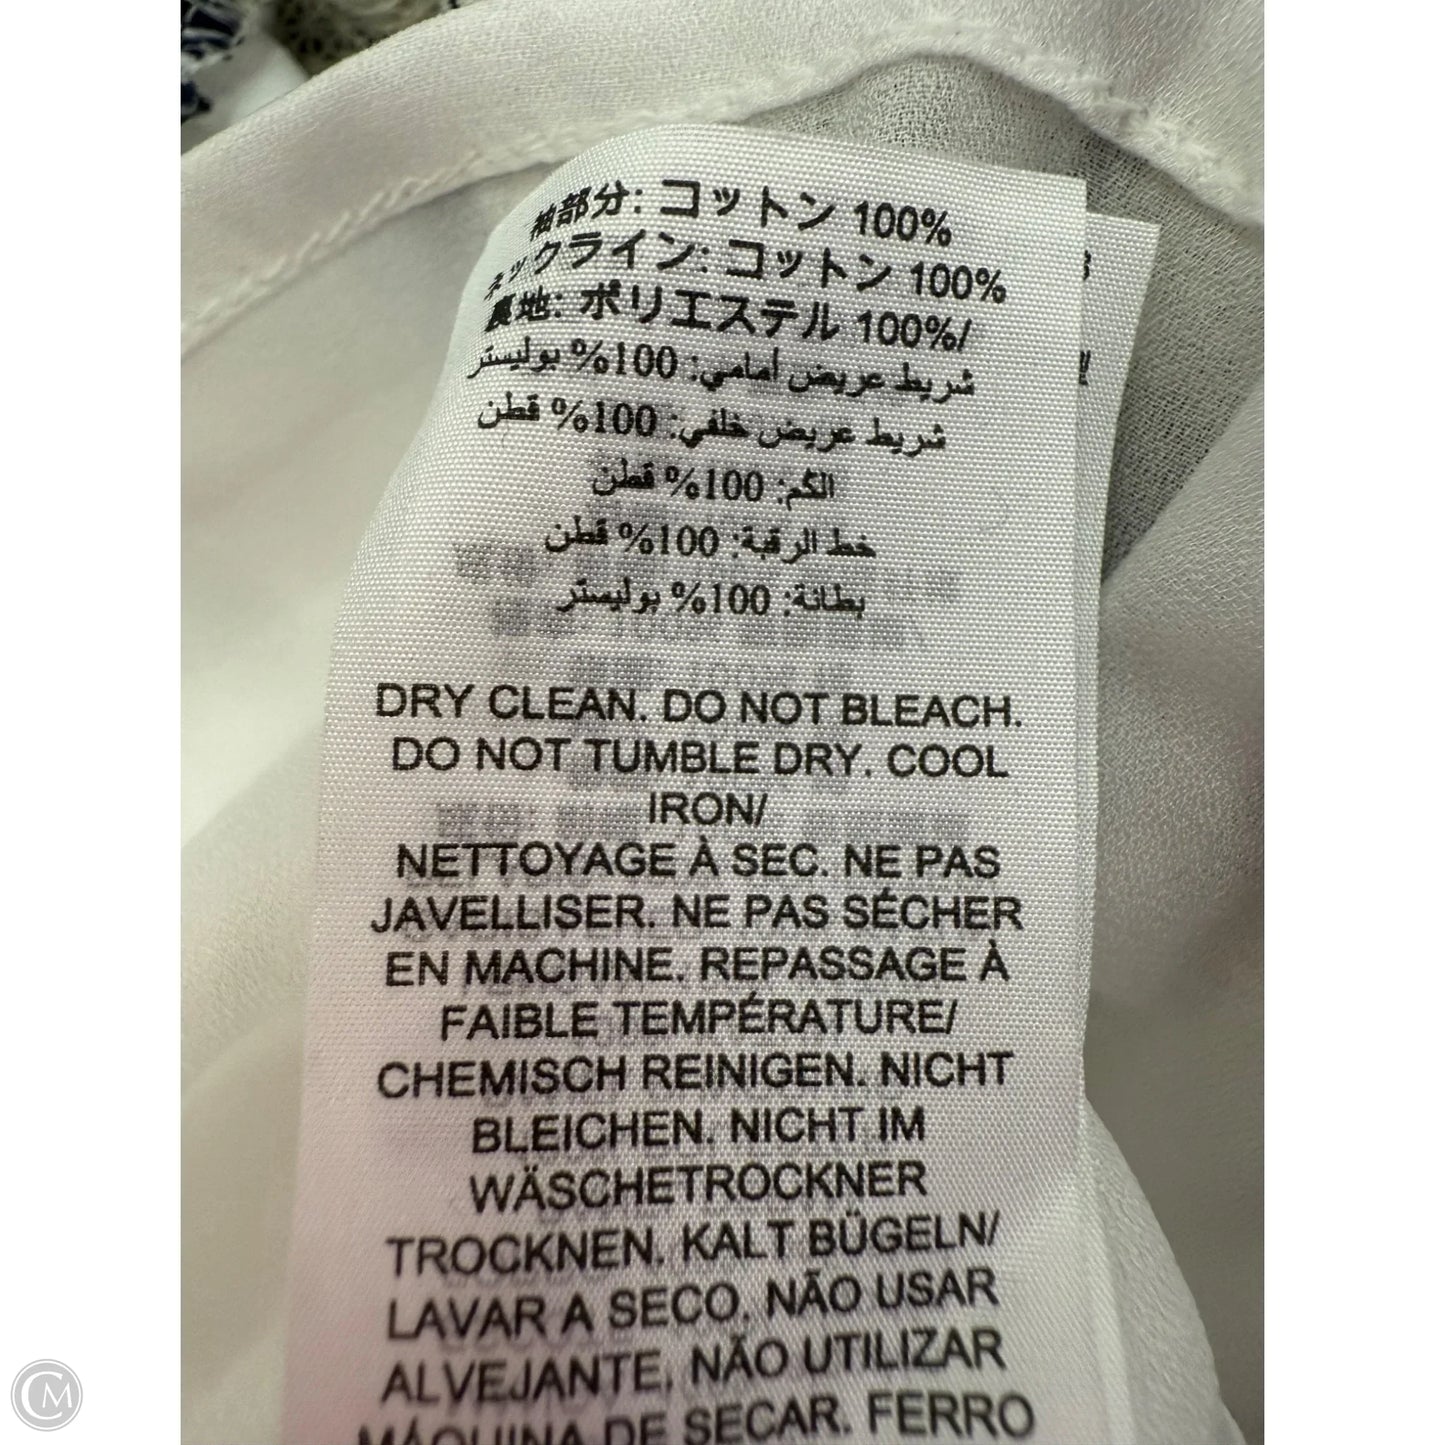 袖部分: コットン 100%
ネックライン: コットン 100%
裏地: ポリエステル 100%/
شريط عريض أمامي: 100% بوليستر
شريط عريض خلفي: 100% قطن
الكم: 100% قطن
خط الرقبة: 100% قطن
بطانة: 100% بوليستر
DRY CLEAN. DO NOT BLEACH.
DO NOT TUMBLE DRY. COOL
IRON/
NETTOYAGE À SEC. NE PAS
JAVELLISER. NE PAS SÉCHER
EN MACHINE. REPASSAGE À
FAIBLE TEMPÉRATURE/
CHEMISCH REINIGEN. NICHT
BLEICHEN. NICHT IM
WÄSCHETROCKNER
TROCKNEN. KALT BÜGELN/
LAVAR A SECO. NÃO USAR
ALVEJANTE. NÃO UTILIZAR
MÁQUINA DE SECAR. FERRO
CM